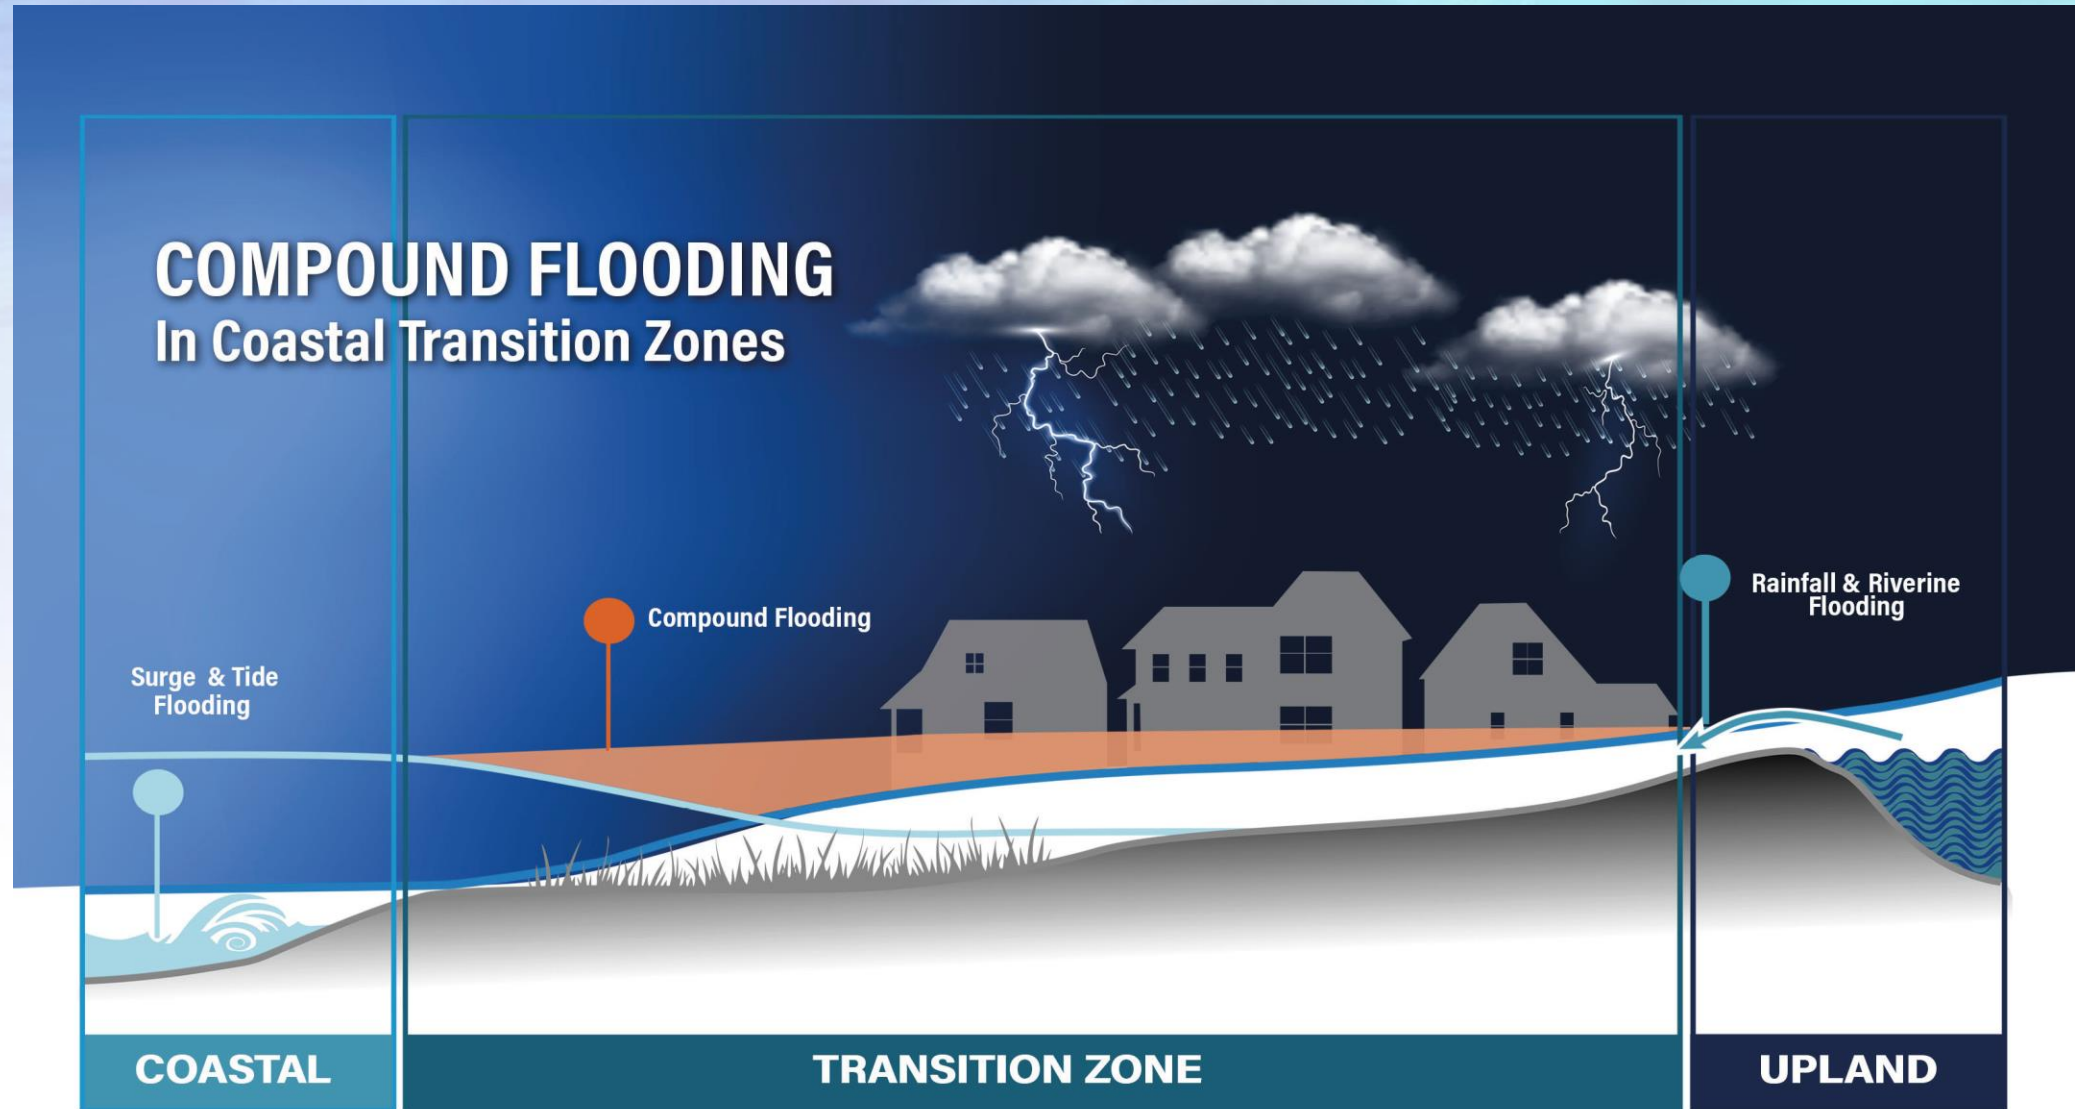 COMPOUND FLOODING
In Coastal Transition Zones
Compound Flooding
Rainfall & Riverine
Flooding
Surge & Tide
Flooding
COASTAL
TRANSITION ZONE
UPLAND